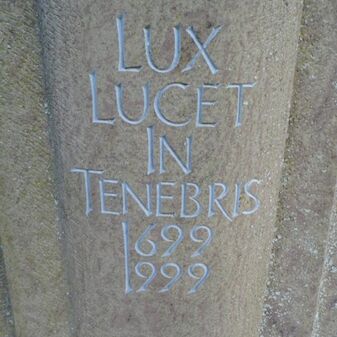 LUX
LUCET
IN
TENEBRIS
1699
1999